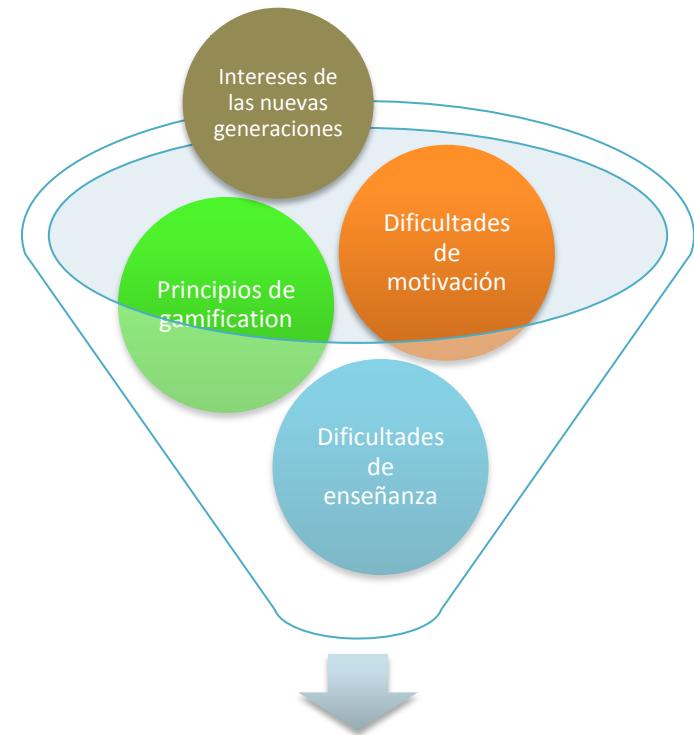 Intereses de
las nuevas
generaciones
Dificultades
de
motivación
Principios de
gamification
Dificultades
de
enseñanza